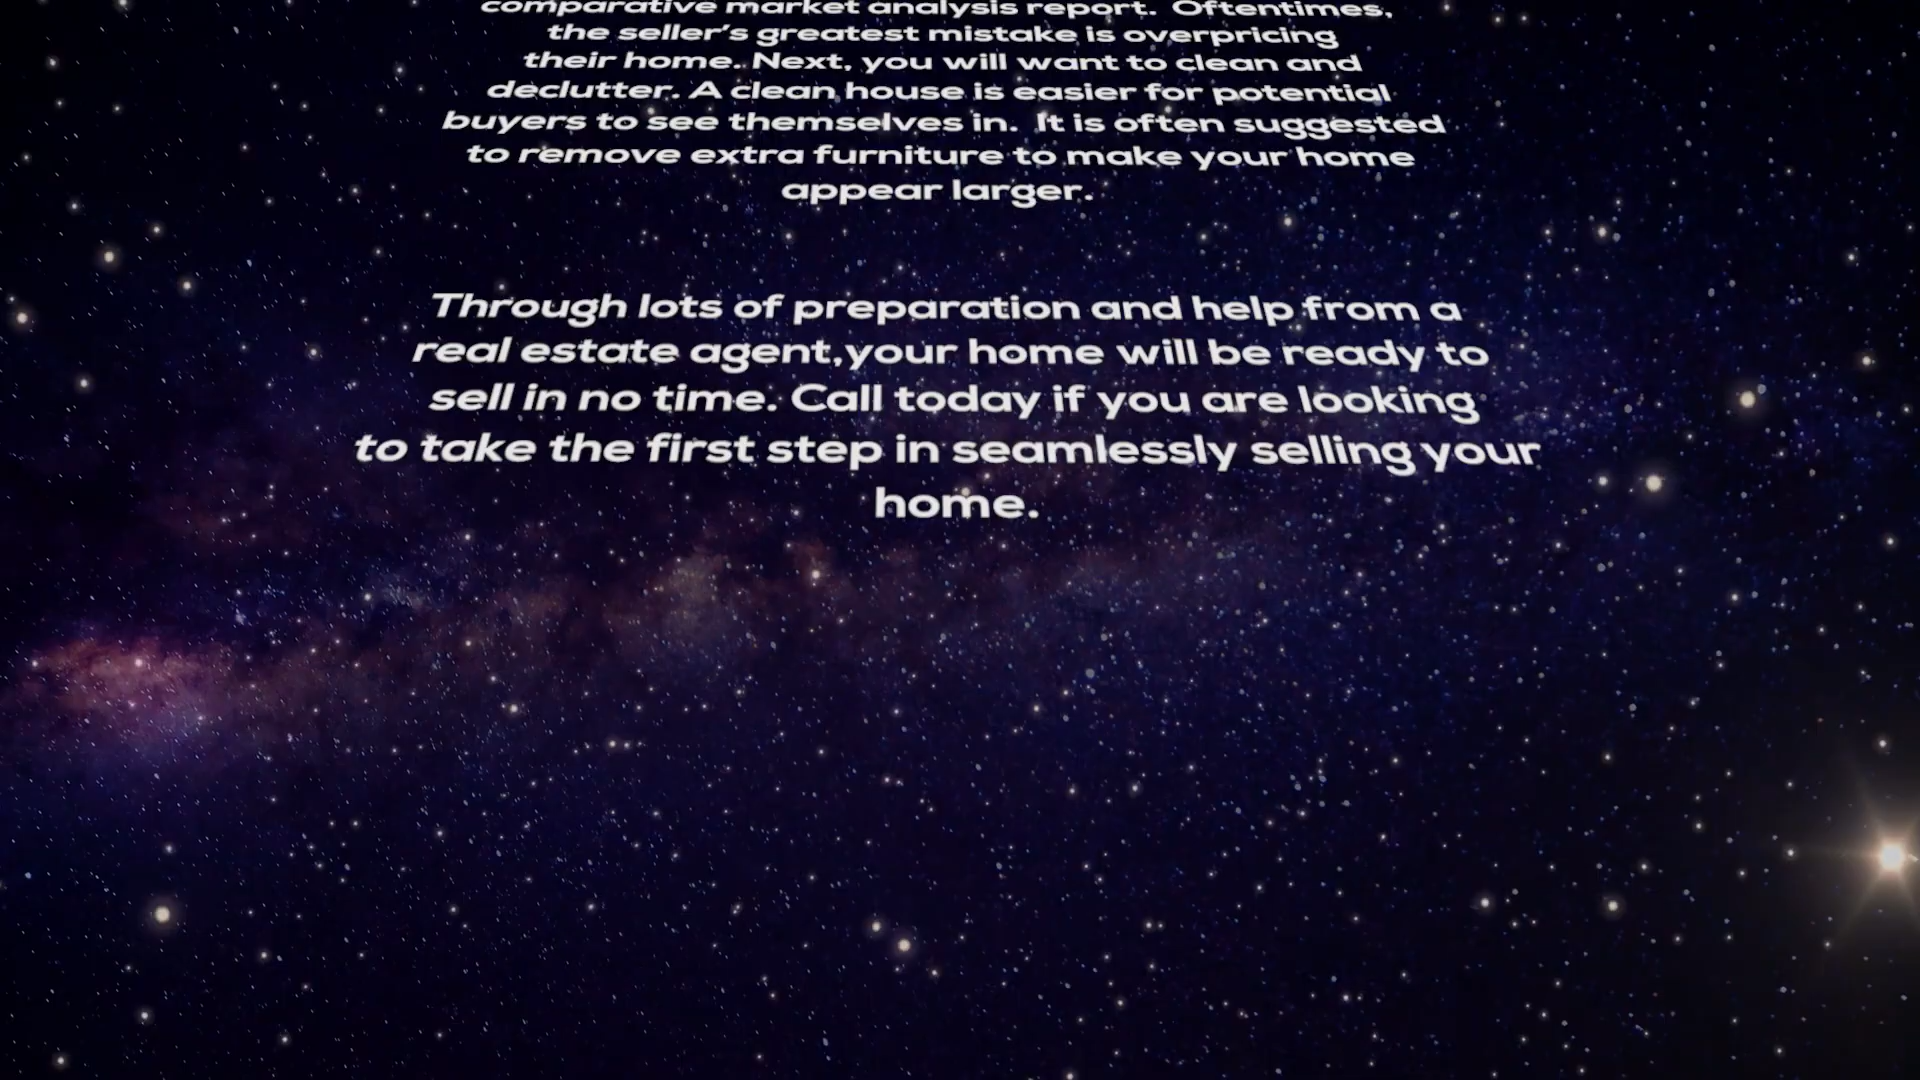 comparative market analysis report. Oftentimes,
the seller's greatest mistake is overpricing
their home. Next, you will want to clean and
declutter. A clean house is easier for potential
buyers to see themselves in. It is often suggested
to remove extra furniture to make your home
appear larger.
Through lots of preparation and help from a
real estate agent,your home will be ready to
sell in no time. Call today if you are looking
to take the first step in seamlessly selling your
home.